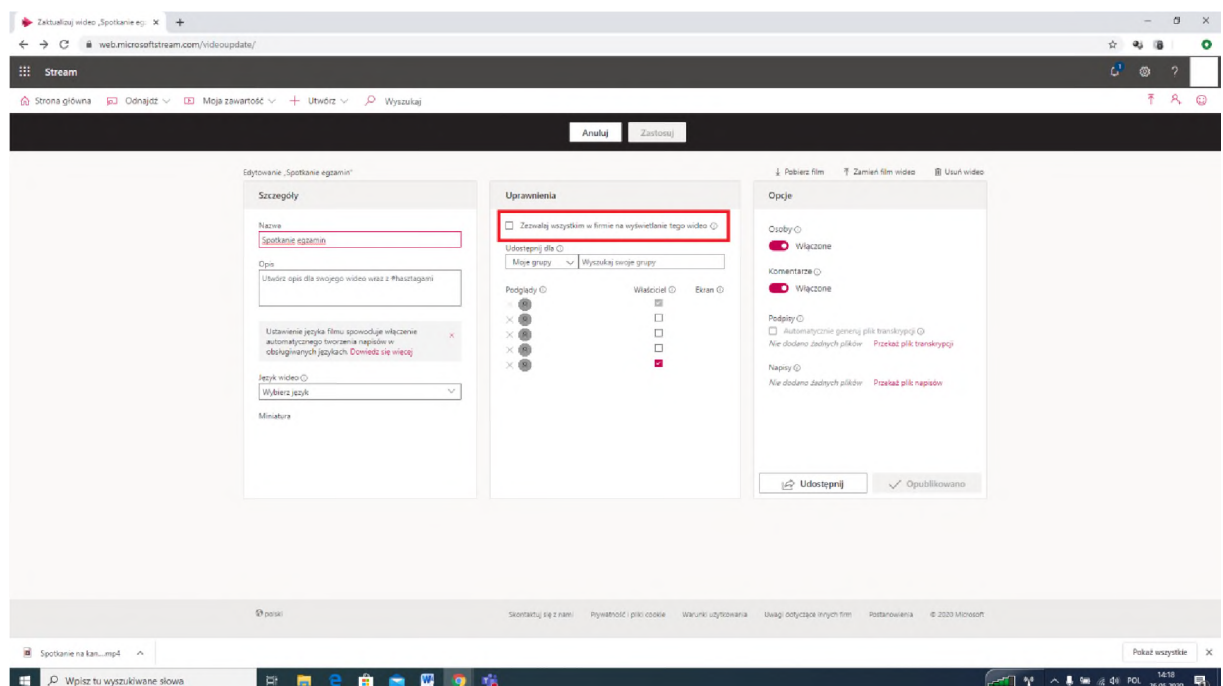 Zaktualizuj wideo „Spotkanie eg:
web.microsoftstream.com/videoupdate/
Stream
1
?
Strona główna
Odnajdź
Moja zawartość
Utwórz
Wyszukaj
Anuluj
Zastosuj
Edytowanie „Spotkanie egzamin"
Pobierz film
Zamień film wideo
Usuń wideo
Szczegóły
Nazwa
Spotkanie egzamin
Opis
Utwórz opis dla swojego wideo wraz z #hasztagami
Ustawienie języka filmu spowoduje włączenie
automatycznego tworzenia napisów w
obsługiwanych językach. Dowiedz się więcej
Język wideo
Wybierz język
Miniatura
Uprawnienia
Zezwalaj wszystkim w firmie na wyświetlanie tego wideo
Udostępnij dla
Moje grupy
Wyszukaj swoje grupy
Podglądy
Właściciel
Ekran
Opcje
Osoby
Włączone
Komentarze
Włączone
Podpisy
Automatycznie generuj plik transkrypcji
Nie dodano żadnych plików Przekaż plik transkrypcji
Napisy
Nie dodano żadnych plików Przekaż plik napisów
Udostępnij
Opublikowano
polski
Skontaktuj się z nami
Prywatność i pliki cookie
Warunki użytkowania
Uwagi dotyczące innych firm
Postanowienia
© 2020 Microsoft
Spotkanie na kan....mp4
Pokaż wszystkie
Wpisz tu wyszukiwane słowa
POL
14:18